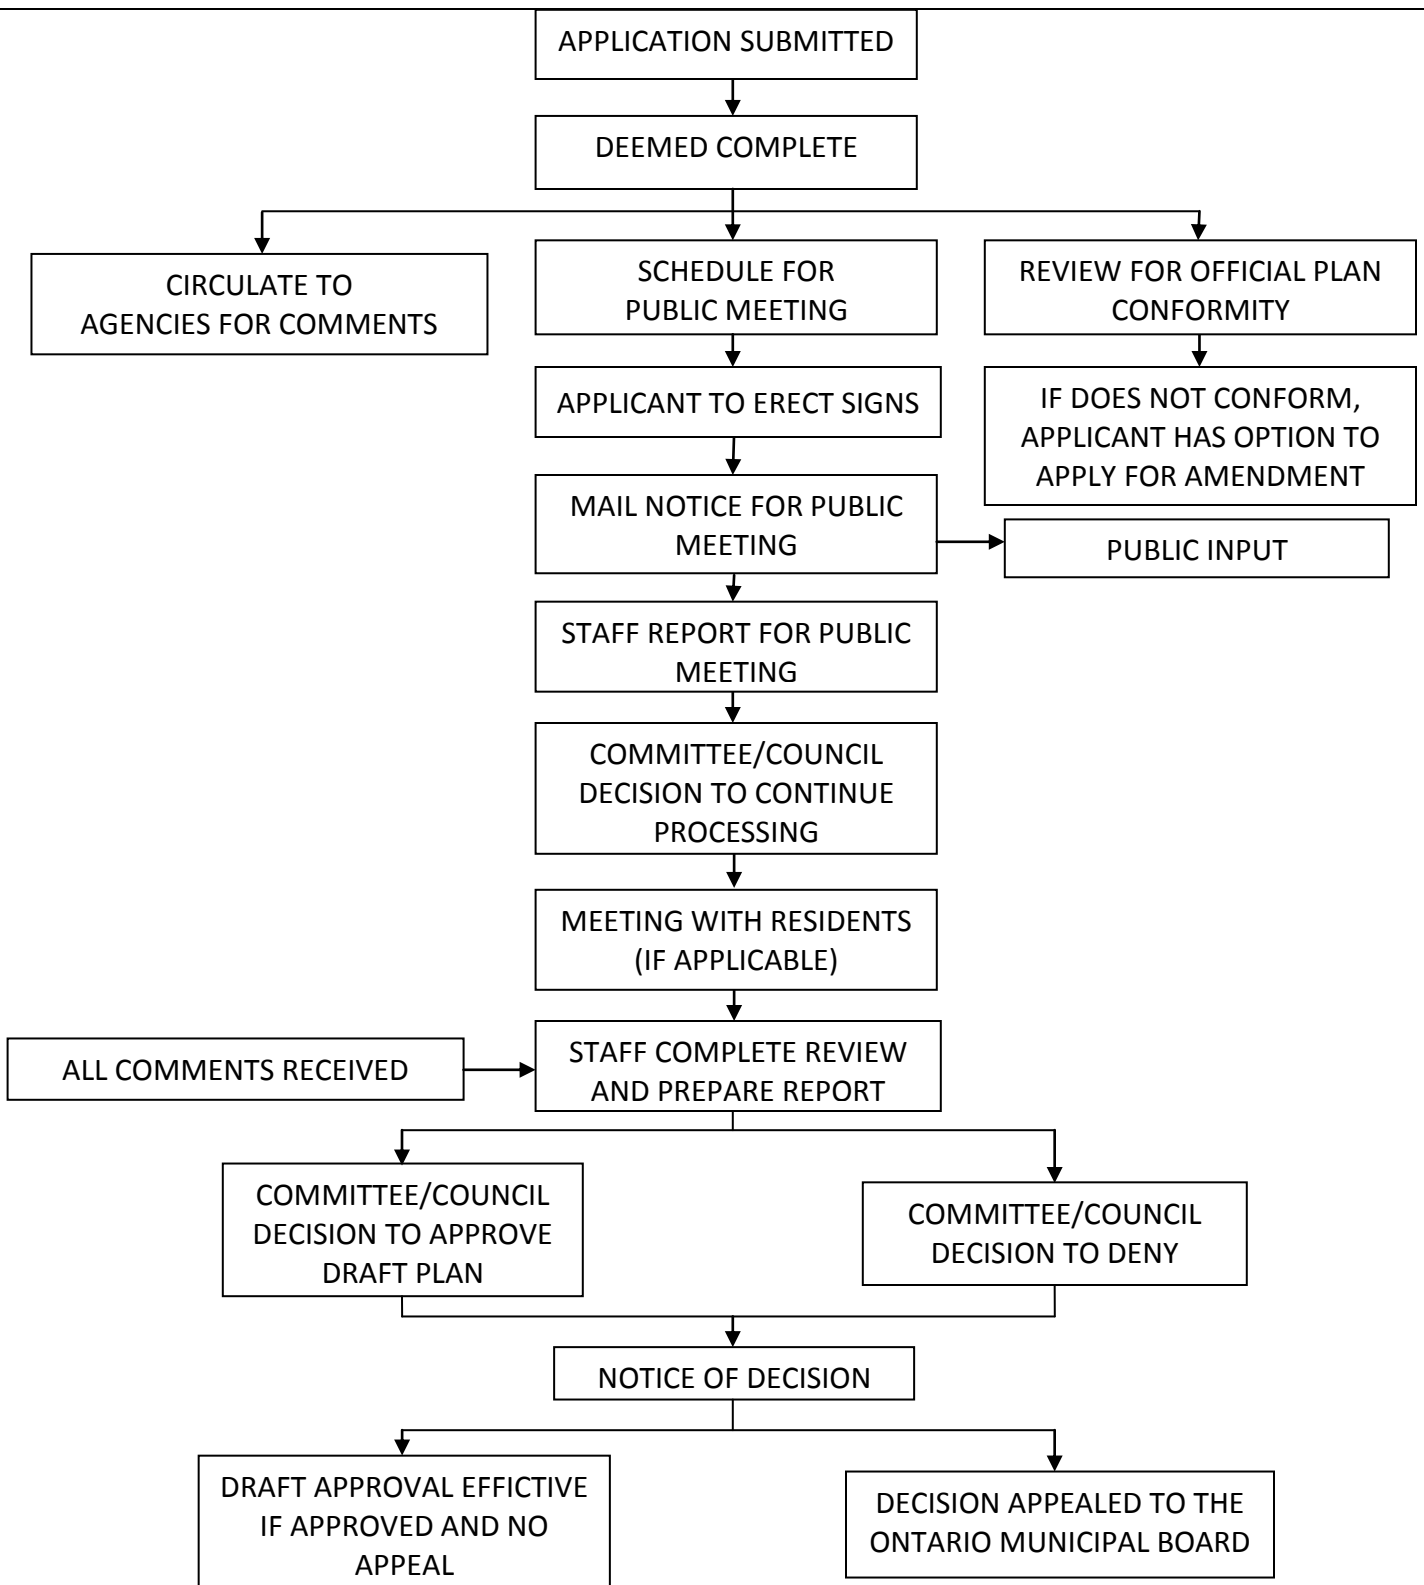 APPLICATION SUBMITTED
DEEMED COMPLETE
CIRCULATE TO
AGENCIES FOR COMMENTS
SCHEDULE FOR
PUBLIC MEETING
REVIEW FOR OFFICIAL PLAN
CONFORMITY
APPLICANT TO ERECT SIGNS
IF DOES NOT CONFORM,
APPLICANT HAS OPTION TO
APPLY FOR AMENDMENT
MAIL NOTICE FOR PUBLIC
MEETING
PUBLIC INPUT
STAFF REPORT FOR PUBLIC
MEETING
COMMITTEE/COUNCIL
DECISION TO CONTINUE
PROCESSING
MEETING WITH RESIDENTS
(IF APPLICABLE)
ALL COMMENTS RECEIVED
STAFF COMPLETE REVIEW
AND PREPARE REPORT
COMMITTEE/COUNCIL
DECISION TO APPROVE
DRAFT PLAN
COMMITTEE/COUNCIL
DECISION TO DENY
NOTICE OF DECISION
DRAFT APPROVAL EFFICTIVE
IF APPROVED AND NO
APPEAL
DECISION APPEALED TO THE
ONTARIO MUNICIPAL BOARD